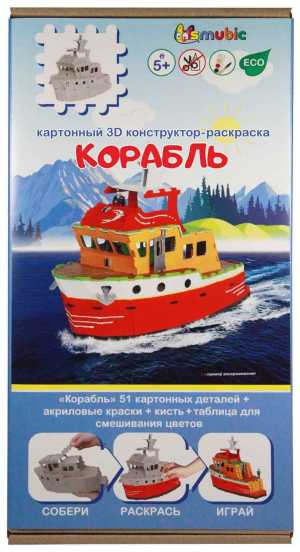 mubic
5+
ECO
картонный 3D конструктор-раскраска
КОРАБЛЬ
«Корабль» 51 картонных деталей +
акриловые краски + кисть + таблица для
смешивания цветов
СОБЕРИ РАСКРАСЬ ИГРАЙ